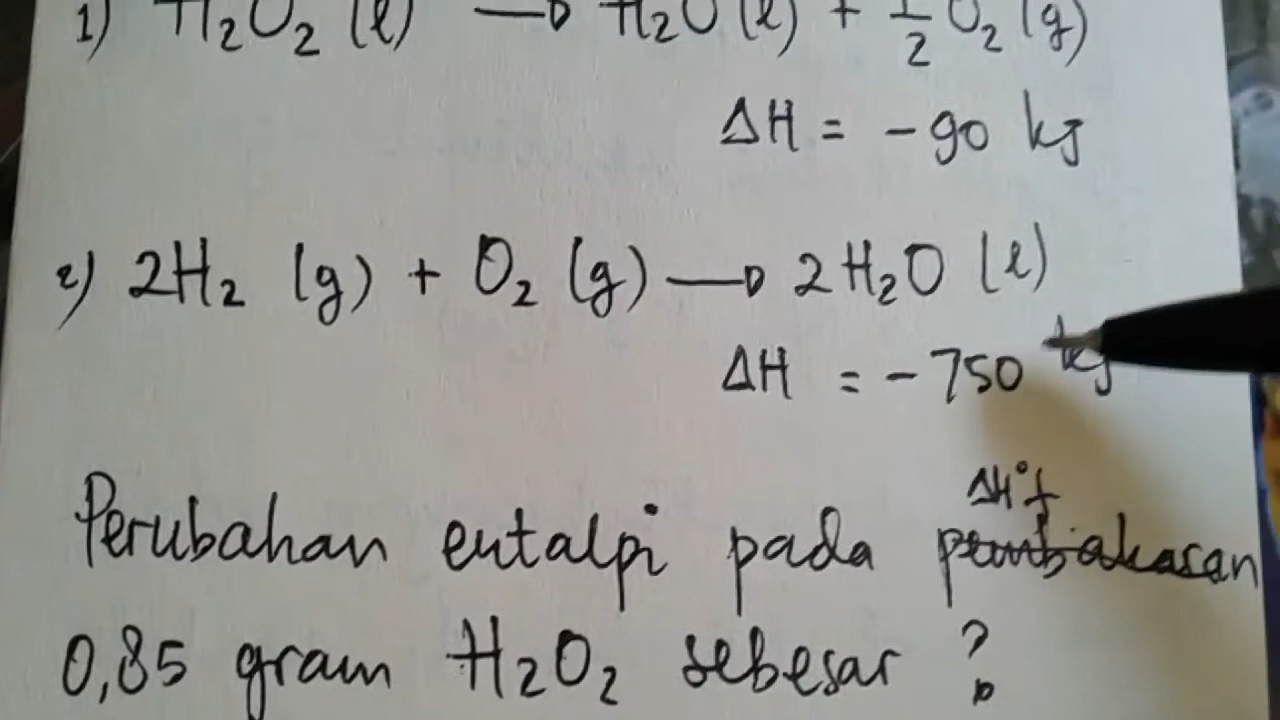 1) H₂O₂ (l) → H₂O (l) + 1/2 O₂ (g)
ΔH = -90 kJ
2) 2H₂ (g) + O₂ (g) → 2H₂O (l)
ΔH = -750 kJ
ΔH°f
Perubahan entalpi pada pembakaran
0,85 gram H₂O₂ sebesar ?